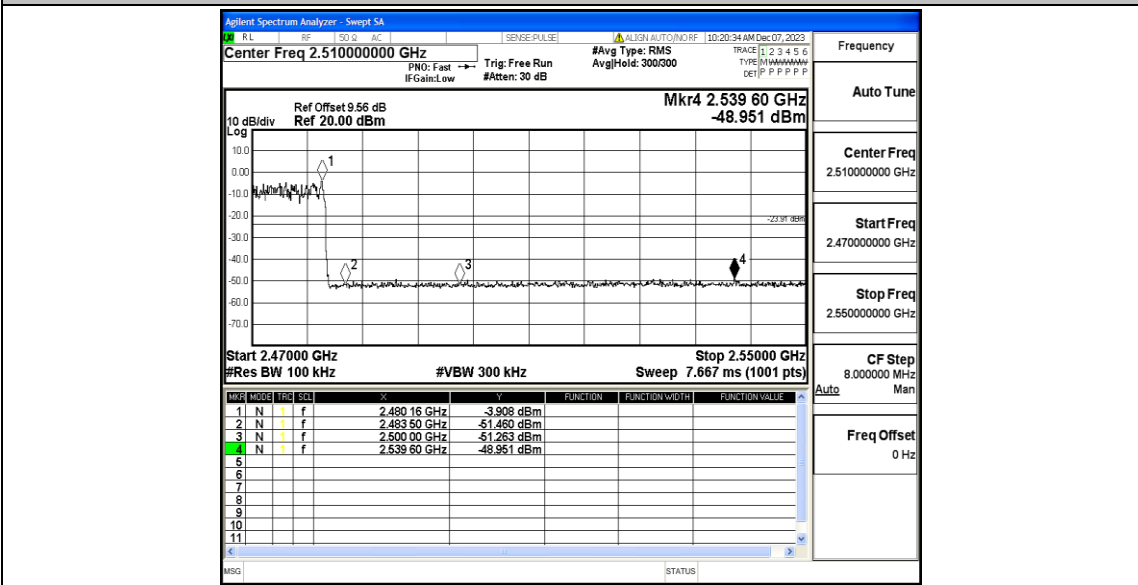 Agilent Spectrum Analyzer - Swept SA
RL RF 50 Ω AC SENSE:PULSE ALIGN AUTO/NO RF 10:20:34 AM Dec 07, 2023
Center Freq 2.510000000 GHz
PNO: Fast
IFGain:Low
Trig: Free Run
#Atten: 30 dB
#Avg Type: RMS
Avg|Hold: 300/300
TRACE 1 2 3 4 5 6
TYPE M WWWWW
DET P P P P P P
Frequency
Auto Tune
Center Freq
2.510000000 GHz
Start Freq
2.470000000 GHz
Stop Freq
2.550000000 GHz
CF Step
8.000000 MHz
Auto Man
Freq Offset
0 Hz
Ref Offset 9.56 dB
10 dB/div Ref 20.00 dBm
Log
Mkr4 2.539 60 GHz
-48.951 dBm
10.0
0.00
-10.0
-20.0
-30.0
-40.0
-50.0
-60.0
-70.0
1
2
3
4
-23.91 dBm
Start 2.47000 GHz Stop 2.55000 GHz
#Res BW 100 kHz #VBW 300 kHz Sweep 7.667 ms (1001 pts)
MKR MODE TRC SCL X Y FUNCTION FUNCTION WIDTH FUNCTION VALUE
1 N 1 f 2.480 16 GHz -3.908 dBm
2 N 1 f 2.483 50 GHz -51.460 dBm
3 N 1 f 2.500 00 GHz -51.263 dBm
4 N 1 f 2.539 60 GHz -48.951 dBm
5
6
7
8
9
10
11
MSG STATUS